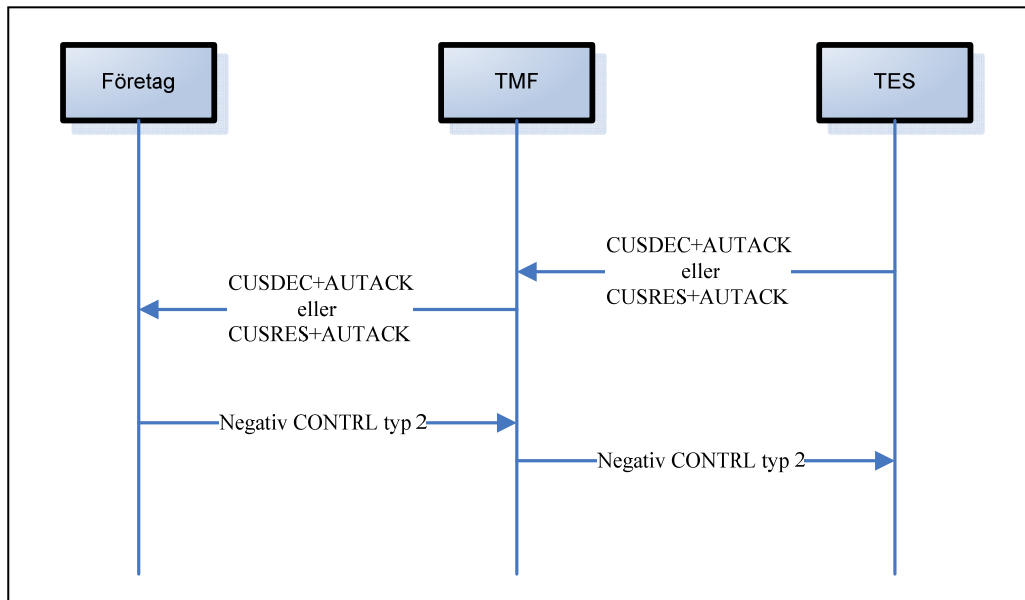 Företag
TMF
TES
CUSDEC+AUTACK
eller
CUSRES+AUTACK
CUSDEC+AUTACK
eller
CUSRES+AUTACK
Negativ CONTRL typ 2
Negativ CONTRL typ 2